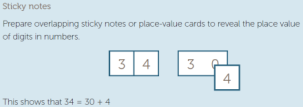 Sticky notes
Prepare overlapping sticky notes or place-value cards to reveal the place value
of digits in numbers.
3 4 3 0
4
This shows that 34 = 30 + 4